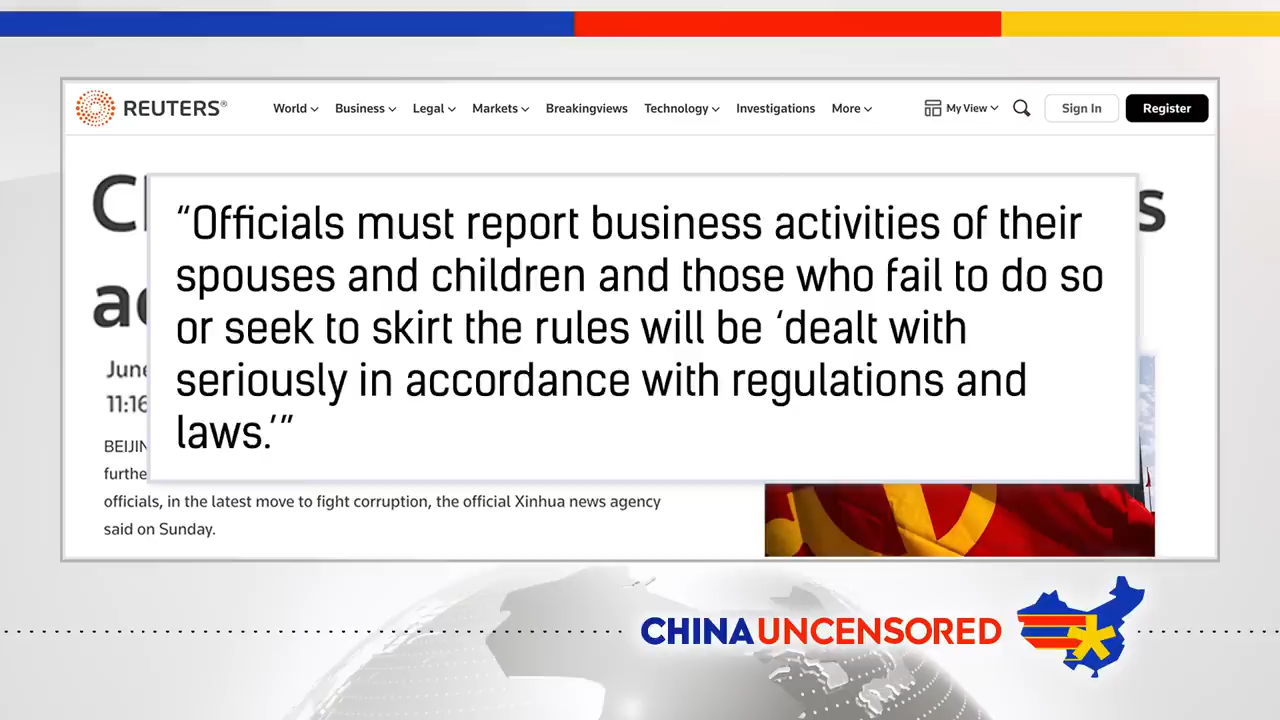 REUTERS®
World Business Legal Markets Breakingviews Technology Investigations More My View Sign In Register
“Officials must report business activities of their
spouses and children and those who fail to do so
or seek to skirt the rules will be ‘dealt with
seriously in accordance with regulations and
laws.’”
June
11:16
officials, in the latest move to fight corruption, the official Xinhua news agency
said on Sunday.
CHINA UNCENSORED